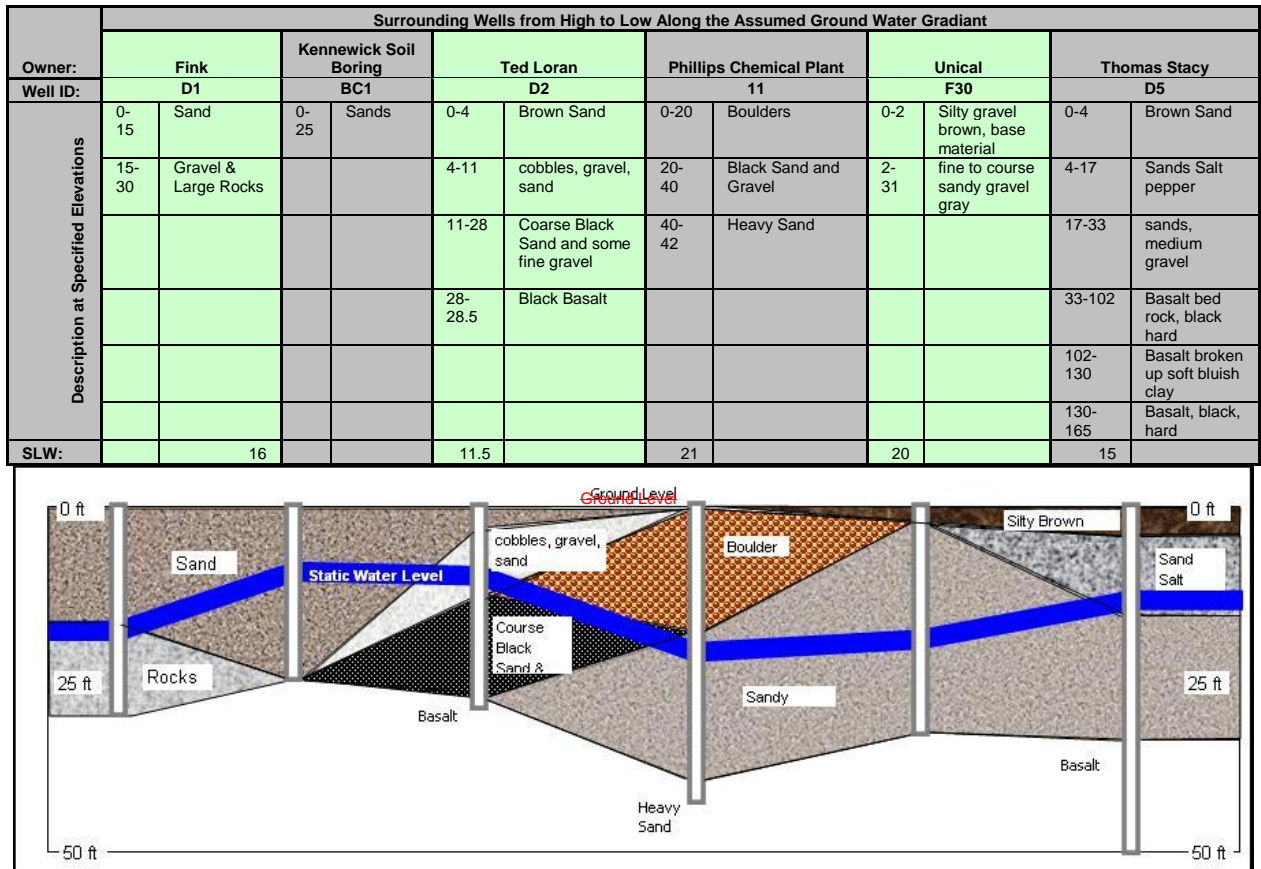 Surrounding Wells from High to Low Along the Assumed Ground Water Gradiant
Owner: Fink Kennewick Soil Boring Ted Loran Phillips Chemical Plant Unical Thomas Stacy
Well ID: D1 BC1 D2 11 F30 D5
Description at Specified Elevations
0-15 Sand 0-25 Sands 0-4 Brown Sand 0-20 Boulders 0-2 Silty gravel brown, base material 0-4 Brown Sand
15-30 Gravel & Large Rocks 4-11 cobbles, gravel, sand 20-40 Black Sand and Gravel 2-31 fine to course sandy gravel gray 4-17 Sands Salt pepper
11-28 Coarse Black Sand and some fine gravel 40-42 Heavy Sand 17-33 sands, medium gravel
28-28.5 Black Basalt 33-102 Basalt bed rock, black hard
102-130 Basalt broken up soft bluish clay
130-165 Basalt, black, hard
SLW: 16 11.5 21 20 15
Ground Level
Ground Level
0 ft
0 ft
Silty Brown
cobbles, gravel,
sand
Boulder
Sand
Sand
Salt
Static Water Level
Course
Black
Sand &
25 ft
Rocks
Sandy
25 ft
Basalt
Basalt
Heavy
Sand
50 ft
50 ft